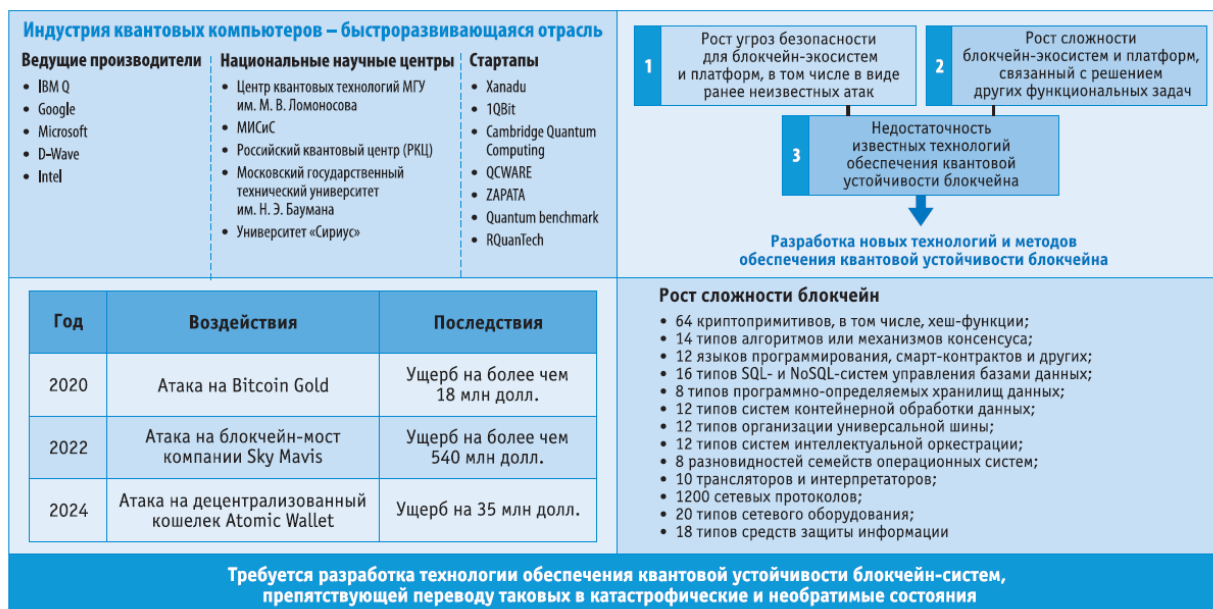 Индустрия квантовых компьютеров – быстроразвивающаяся отрасль
Ведущие производители
• IBM Q
• Google
• Microsoft
• D-Wave
• Intel
Национальные научные центры
• Центр квантовых технологий МГУ
им. М. В. Ломоносова
• МИСиС
• Российский квантовый центр (РКЦ)
• Московский государственный
технический университет
им. Н. Э. Баумана
• Университет «Сириус»
Стартапы
• Xanadu
• 1QBit
• Cambridge Quantum
Computing
• QCWARE
• ZAPATA
• Quantum benchmark
• RQuanTech
1
Рост угроз безопасности
для блокчейн-экосистем
и платформ, в том числе в виде
ранее неизвестных атак
2
Рост сложности
блокчейн-экосистем и платформ,
связанный с решением
других функциональных задач
3
Недостаточность
известных технологий
обеспечения квантовой
устойчивости блокчейна
Разработка новых технологий и методов
обеспечения квантовой устойчивости блокчейна
Год Воздействия Последствия
2020 Атака на Bitcoin Gold Ущерб на более чем
18 млн долл.
2022 Атака на блокчейн-мост
компании Sky Mavis Ущерб на более чем
540 млн долл.
2024 Атака на децентрализованный
кошелек Atomic Wallet Ущерб на 35 млн долл.
Рост сложности блокчейн
• 64 криптопримитивов, в том числе, хеш-функции;
• 14 типов алгоритмов или механизмов консенсуса;
• 12 языков программирования, смарт-контрактов и других;
• 16 типов SQL- и NoSQL-систем управления базами данных;
• 8 типов программно-определяемых хранилищ данных;
• 12 типов систем контейнерной обработки данных;
• 12 типов организации универсальной шины;
• 12 типов систем интеллектуальной оркестрации;
• 8 разновидностей семейств операционных систем;
• 10 трансляторов и интерпретаторов;
• 1200 сетевых протоколов;
• 20 типов сетевого оборудования;
• 18 типов средств защиты информации
Требуется разработка технологии обеспечения квантовой устойчивости блокчейн-систем,
препятствующей переводу таковых в катастрофические и необратимые состояния